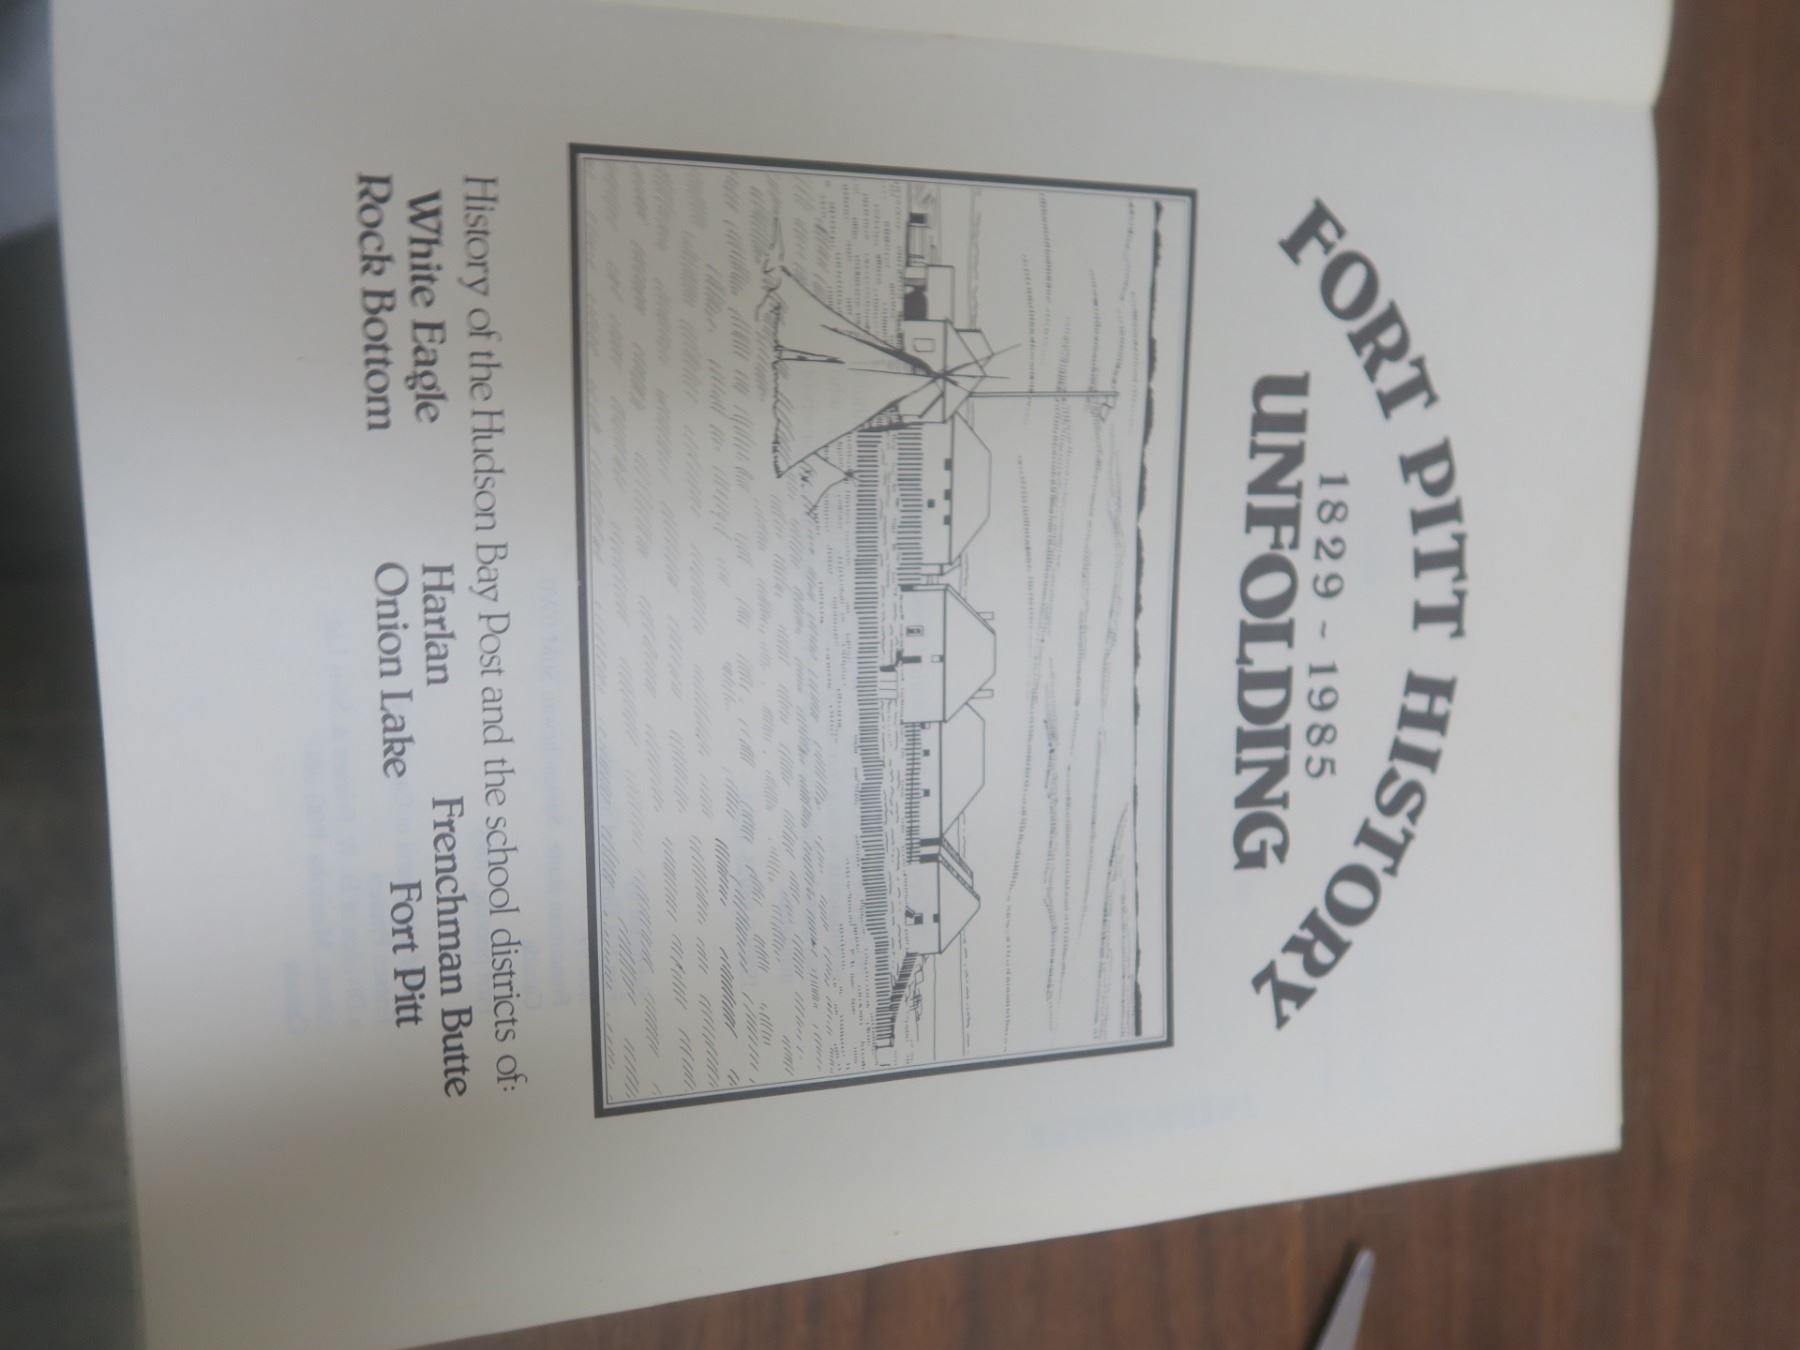 FORT PITT HISTORY
1829 - 1985
UNFOLDING
History of the Hudson Bay Post and the school districts of:
White Eagle Harlan Frenchman Butte
Rock Bottom Onion Lake Fort Pitt